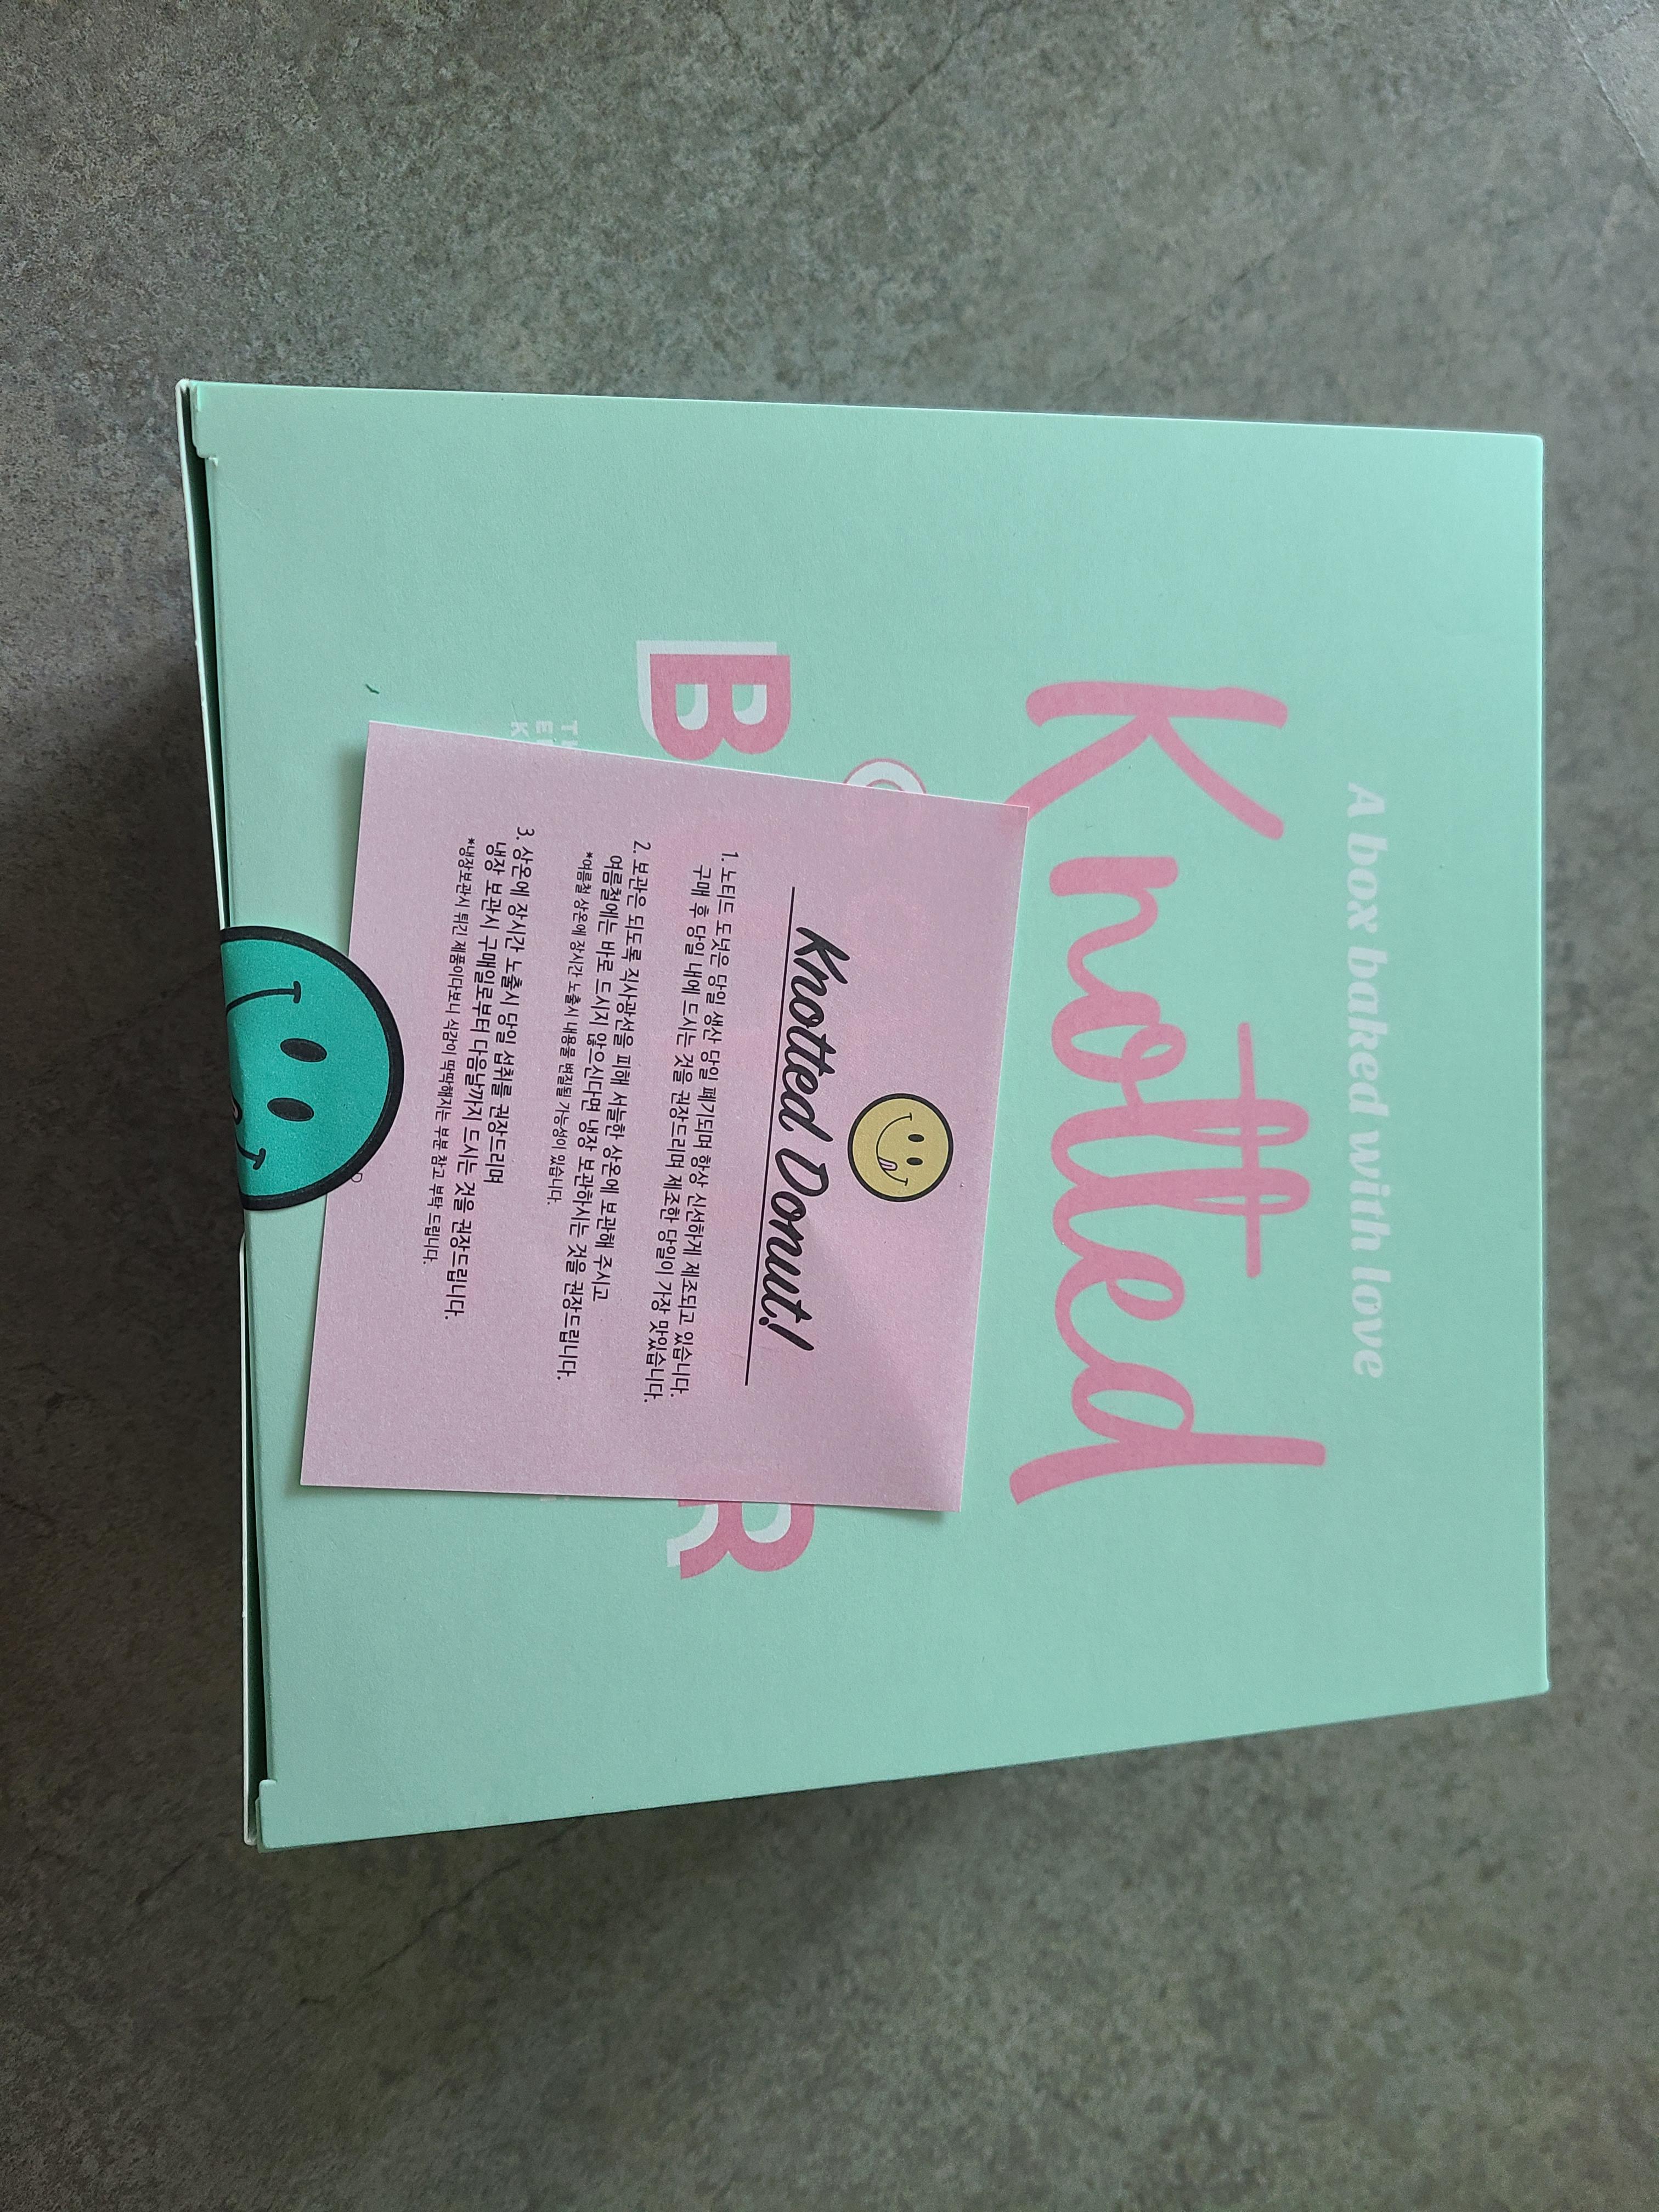 A box baked with love
Knotted
B
R
Knotted Donut!
1. 노티드 도넛은 당일 생산 당일 폐기되며 항상 신선하게 제조되고 있습니다.
구매 후 당일 내에 드시는 것을 권장드리며 제조한 당일이 가장 맛있습니다.
2. 보관은 되도록 직사광선을 피해 서늘한 상온에 보관해 주시고
여름철에는 바로 드시지 않으신다면 냉장 보관하시는 것을 권장드립니다.
*여름철 상온에 장시간 노출시 내용물 변질될 가능성이 있습니다.
3. 상온에 장시간 노출시 당일 섭취를 권장드리며
냉장 보관시 구매일로부터 다음날까지 드시는 것을 권장드립니다.
*냉장보관시 튀긴 제품이다보니 식감이 딱딱해지는 부분 참고 부탁 드립니다.